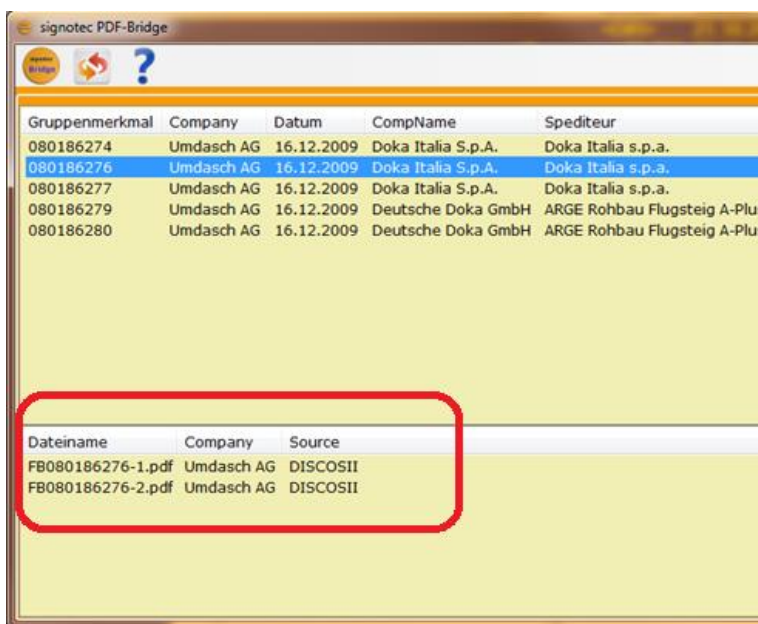 signotec PDF-Bridge
signotec
Bridge
?
Gruppenmerkmal Company Datum CompName Spediteur
080186274 Umdasch AG 16.12.2009 Doka Italia S.p.A. Doka Italia s.p.a.
080186276 Umdasch AG 16.12.2009 Doka Italia S.p.A. Doka Italia s.p.a.
080186277 Umdasch AG 16.12.2009 Doka Italia S.p.A. Doka Italia s.p.a.
080186279 Umdasch AG 16.12.2009 Deutsche Doka GmbH ARGE Rohbau Flugsteig A-Plu
080186280 Umdasch AG 16.12.2009 Deutsche Doka GmbH ARGE Rohbau Flugsteig A-Plu
Dateiname Company Source
FB080186276-1.pdf Umdasch AG DISCOSII
FB080186276-2.pdf Umdasch AG DISCOSII